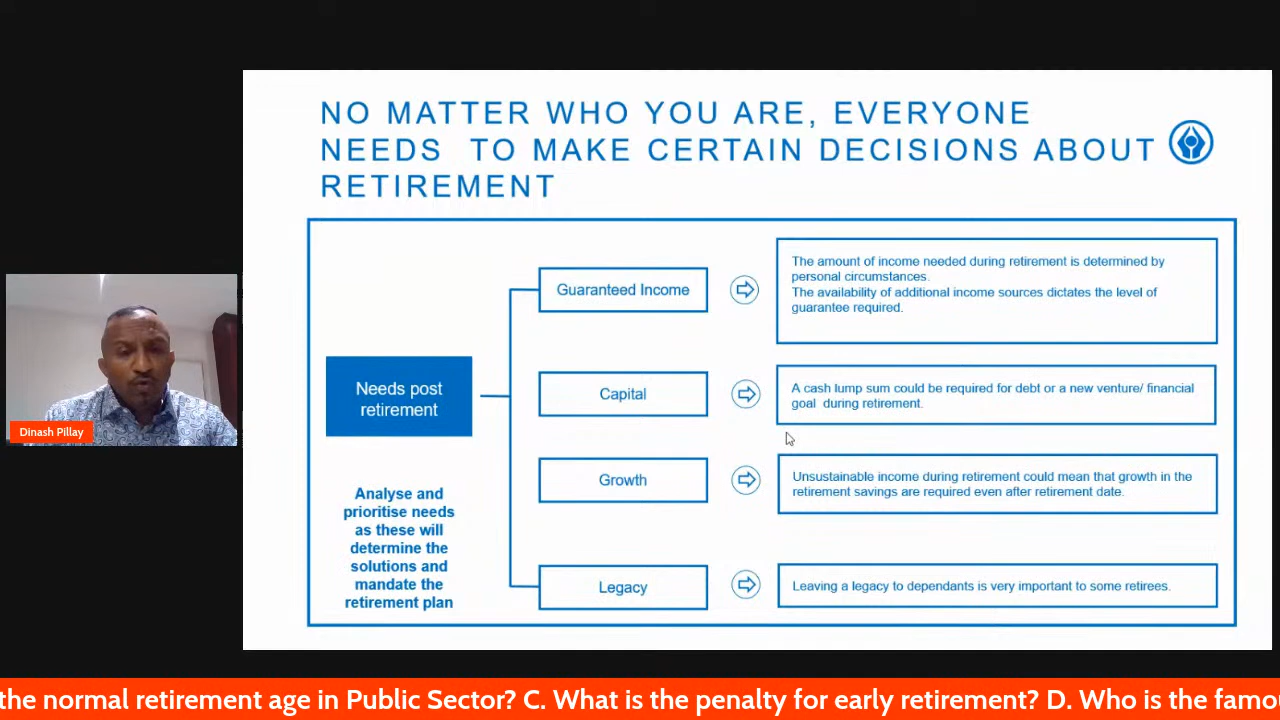 NO MATTER WHO YOU ARE, EVERYONE
NEEDS TO MAKE CERTAIN DECISIONS ABOUT
RETIREMENT
Needs post
retirement
Analyse and
prioritise needs
as these will
determine the
solutions and
mandate the
retirement plan
Guaranteed Income
The amount of income needed during retirement is determined by
personal circumstances.
The availability of additional income sources dictates the level of
guarantee required.
Capital
A cash lump sum could be required for debt or a new venture/ financial
goal during retirement.
Growth
Unsustainable income during retirement could mean that growth in the
retirement savings are required even after retirement date.
Legacy
Leaving a legacy to dependants is very important to some retirees.
Dinash Pillay
the normal retirement age in Public Sector? C. What is the penalty for early retirement? D. Who is the famo